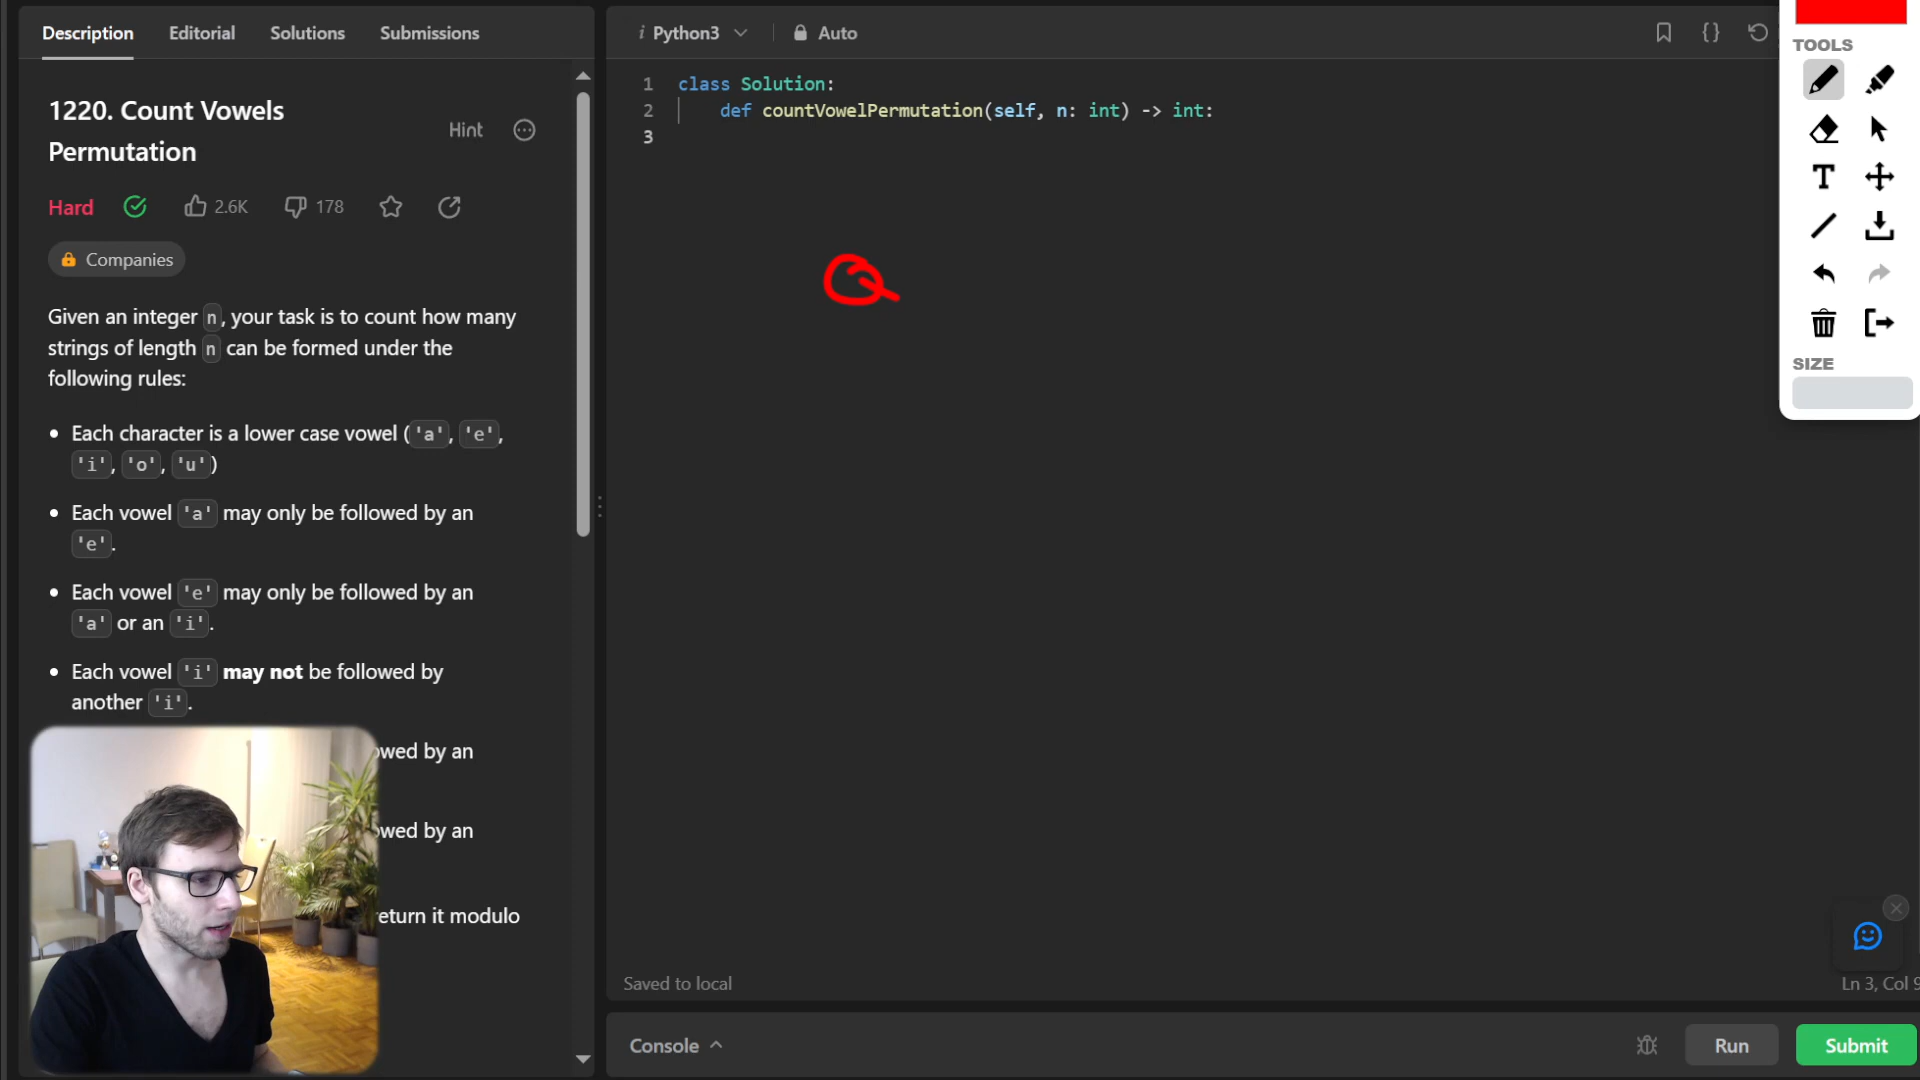 Description Editorial Solutions Submissions
1220. Count Vowels
Permutation
Hint
Hard 2.6K 178
Companies
Given an integer n, your task is to count how many
strings of length n can be formed under the
following rules:
• Each character is a lower case vowel ('a', 'e',
'i', 'o', 'u')
• Each vowel 'a' may only be followed by an
'e'.
• Each vowel 'e' may only be followed by an
'a' or an 'i'.
• Each vowel 'i' may not be followed by
another 'i'.
owed by an
owed by an
eturn it modulo
i Python3 Auto
1 class Solution:
2 def countVowelPermutation(self, n: int) -> int:
3
Saved to local
Ln 3, Col 9
Console
Run
Submit
TOOLS
T
SIZE